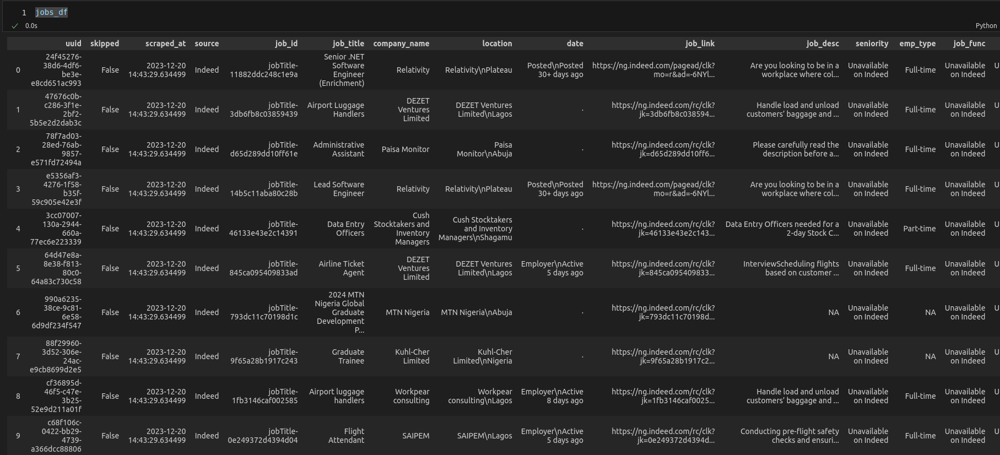 1 jobs_df
0.0s
Python
uuid skipped scraped_at source job_id job_title company_name location date job_link job_desc seniority emp_type job_func
0 24f45276-38d6-4df6-be3e-e8cd651ac993 False 2023-12-20 14:43:29.634499 Indeed jobTitle-11882ddc248c1e9a Senior .NET Software Engineer (Enrichment) Relativity Relativity\nPlateau Posted\nPosted 30+ days ago https://ng.indeed.com/pagead/clk?mo=r&ad=-6NYl... Are you looking to be in a workplace where col... Unavailable on Indeed Full-time Unavailable on Indeed U
1 47676c0b-c286-3f1e-2bf2-5b5e2d2dab3c False 2023-12-20 14:43:29.634499 Indeed jobTitle-3db6fb8c03859439 Airport Luggage Handlers DEZET Ventures Limited DEZET Ventures Limited\nLagos . https://ng.indeed.com/rc/clk?jk=3db6fb8c038594... Handle load and unload customers’ baggage and ... Unavailable on Indeed Full-time Unavailable on Indeed U
2 78f7ad03-28ed-76ab-9857-e571fd72494a False 2023-12-20 14:43:29.634499 Indeed jobTitle-d65d289dd10ff61e Administrative Assistant Paisa Monitor Paisa Monitor\nAbuja . https://ng.indeed.com/rc/clk?jk=d65d289dd10ff6... Please carefully read the description before a... Unavailable on Indeed Full-time Unavailable on Indeed U
3 e5356af3-4276-1f58-b35f-59c905e42e3f False 2023-12-20 14:43:29.634499 Indeed jobTitle-14b5c11aba80c28b Lead Software Engineer Relativity Relativity\nPlateau Posted\nPosted 30+ days ago https://ng.indeed.com/pagead/clk?mo=r&ad=-6NYl... Are you looking to be in a workplace where col... Unavailable on Indeed Full-time Unavailable on Indeed U
4 3cc07007-130a-2944-660a-77ec6e223339 False 2023-12-20 14:43:29.634499 Indeed jobTitle-46133e43e2c14391 Data Entry Officers Cush Stocktakers and Inventory Managers Cush Stocktakers and Inventory Managers\nShagamu . https://ng.indeed.com/rc/clk?jk=46133e43e2c143... Data Entry Officers needed for a 2-day Stock C... Unavailable on Indeed Part-time Unavailable on Indeed U
5 64d47e8a-8e38-f813-80c0-64a83c730c58 False 2023-12-20 14:43:29.634499 Indeed jobTitle-845ca095409833ad Airline Ticket Agent DEZET Ventures Limited DEZET Ventures Limited\nLagos Employer\nActive 5 days ago https://ng.indeed.com/rc/clk?jk=845ca095409833... InterviewScheduling flights based on customer ... Unavailable on Indeed Full-time Unavailable on Indeed U
6 990a6235-38ce-9c81-6e58-6d9df234f547 False 2023-12-20 14:43:29.634499 Indeed jobTitle-793dc11c70198d1c 2024 MTN Nigeria Global Graduate Development P... MTN Nigeria MTN Nigeria\nAbuja . https://ng.indeed.com/rc/clk?jk=793dc11c70198d... NA Unavailable on Indeed NA Unavailable on Indeed U
7 88f29960-3d52-306e-24ac-e9cb8699d2e5 False 2023-12-20 14:43:29.634499 Indeed jobTitle-9f65a28b1917c243 Graduate Trainee Kuhl-Cher Limited Kuhl-Cher Limited\nNigeria . https://ng.indeed.com/rc/clk?jk=9f65a28b1917c2... NA Unavailable on Indeed NA Unavailable on Indeed U
8 cf36895d-46f5-c47e-3b25-52e9d211a01f False 2023-12-20 14:43:29.634499 Indeed jobTitle-1fb3146caf002585 Airport luggage handlers Workpear consulting Workpear consulting\nLagos Employer\nActive 8 days ago https://ng.indeed.com/rc/clk?jk=1fb3146caf0025... Handle load and unload customers’ baggage and ... Unavailable on Indeed Full-time Unavailable on Indeed U
9 c68f106c-0422-bb29-4739-a366dcc88806 False 2023-12-20 14:43:29.634499 Indeed jobTitle-0e249372d4394d04 Flight Attendant SAIPEM SAIPEM\nLagos Employer\nActive 5 days ago https://ng.indeed.com/rc/clk?jk=0e249372d4394d... Conducting pre-flight safety checks and ensuri... Unavailable on Indeed Full-time Unavailable on Indeed U